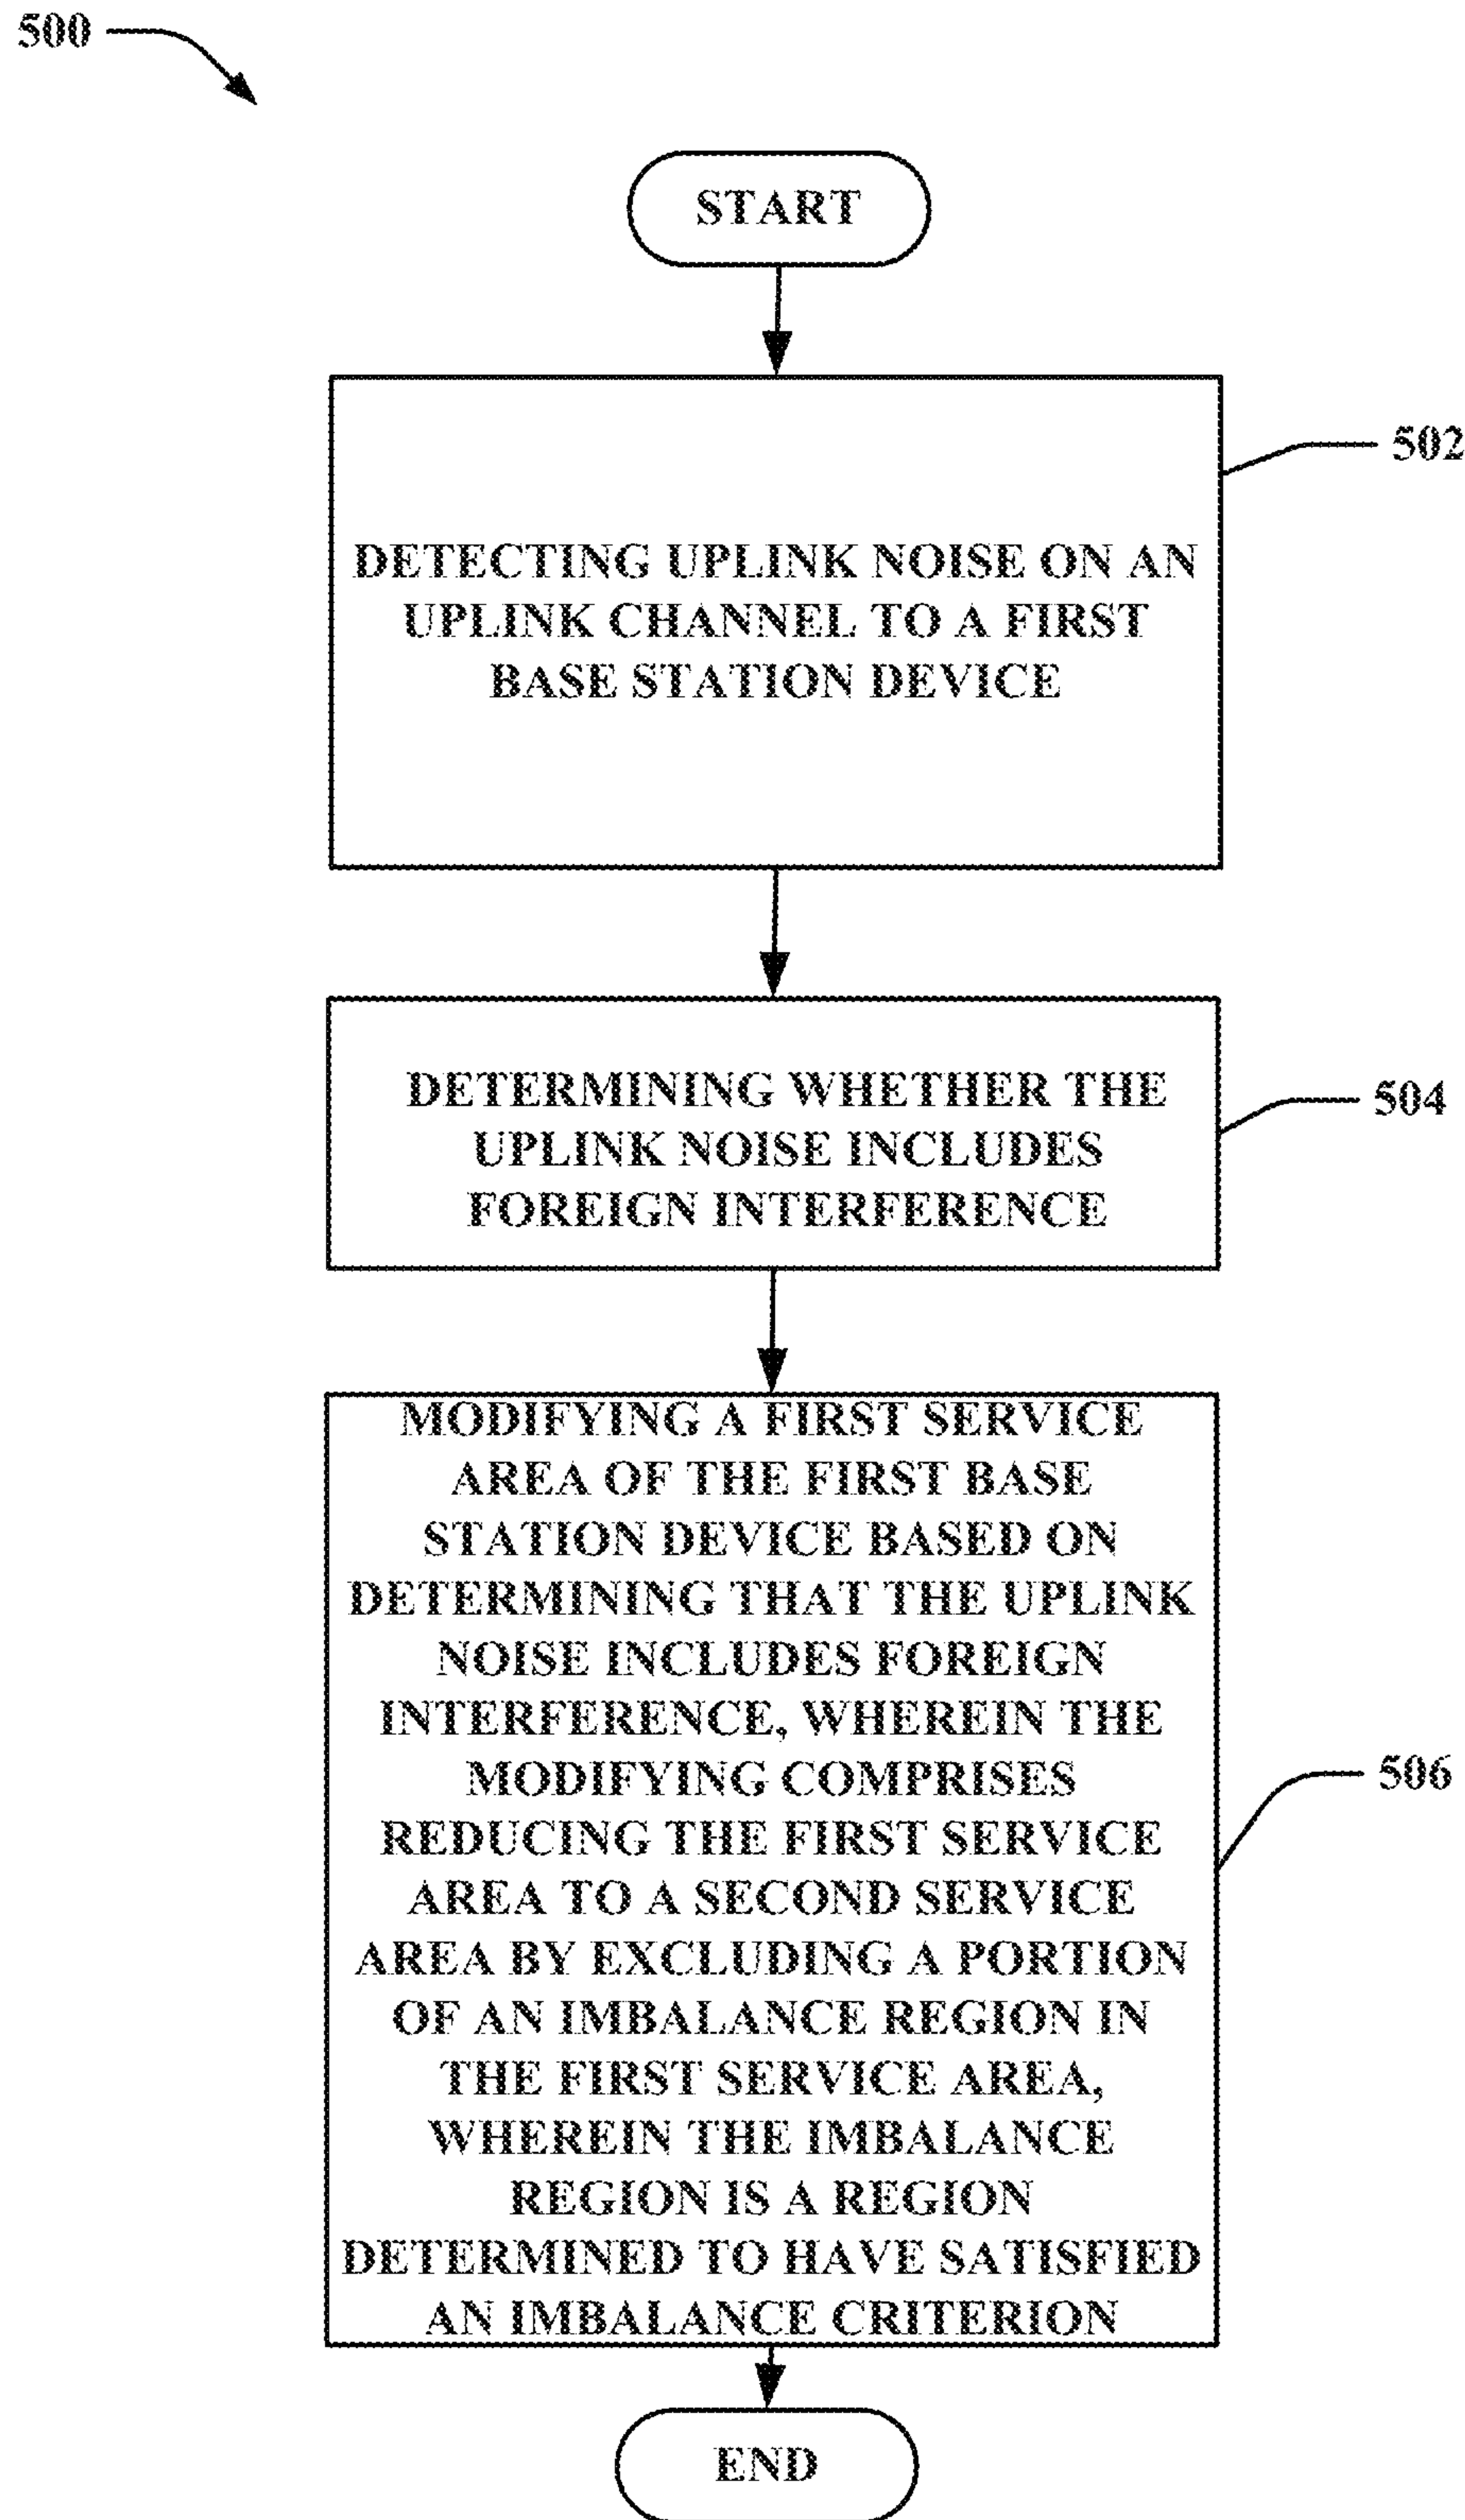 500
START
502
DETECTING UPLINK NOISE ON AN
UPLINK CHANNEL TO A FIRST
BASE STATION DEVICE
504
DETERMINING WHETHER THE
UPLINK NOISE INCLUDES
FOREIGN INTERFERENCE
MODIFYING A FIRST SERVICE
AREA OF THE FIRST BASE
STATION DEVICE BASED ON
DETERMINING THAT THE UPLINK
NOISE INCLUDES FOREIGN
INTERFERENCE, WHEREIN THE
MODIFYING COMPRISES
506
REDUCING THE FIRST SERVICE
AREA TO A SECOND SERVICE
AREA BY EXCLUDING A PORTION
OF AN IMBALANCE REGION IN
THE FIRST SERVICE AREA,
WHEREIN THE IMBALANCE
REGION IS A REGION
DETERMINED TO HAVE SATISFIED
AN IMBALANCE CRITERION
END